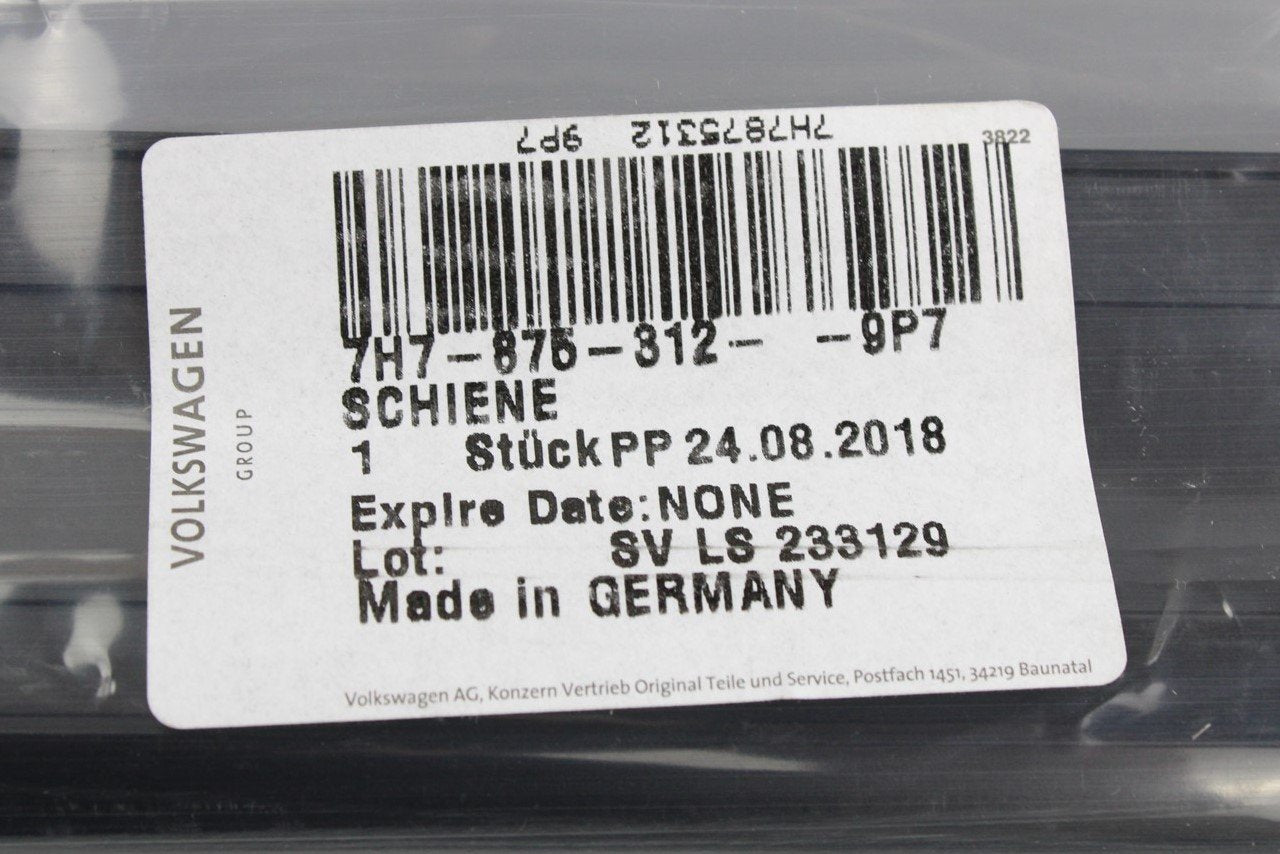 7H7875312 9P7
3822
7H7-875-312- -9P7
SCHIENE
1 Stück PP 24.08.2018
Expire Date: NONE
Lot: SV LS 233129
Made in GERMANY
Volkswagen AG, Konzern Vertrieb Original Teile und Service, Postfach 1451, 34219 Baunatal
VOLKSWAGEN
GROUP